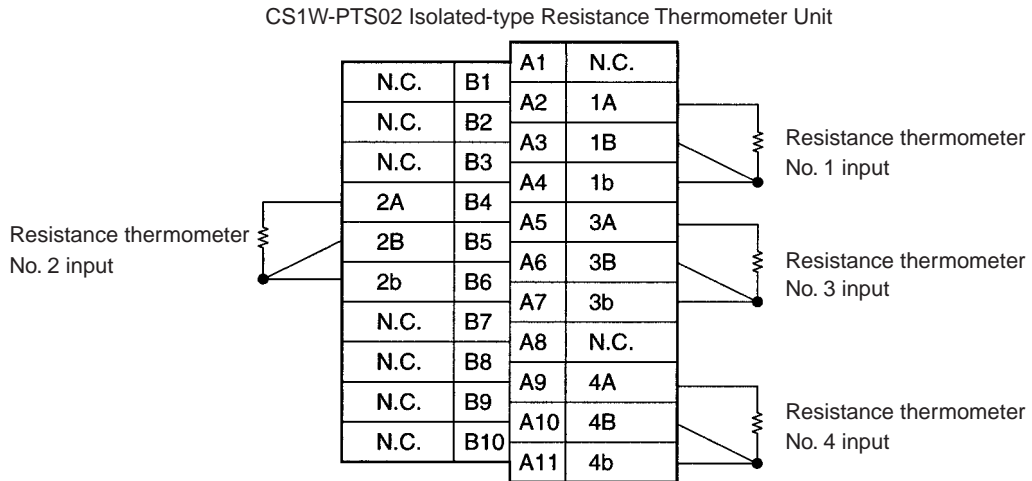 CS1W-PTS02 Isolated-type Resistance Thermometer Unit
A1 N.C.
N.C. B1
A2 1A
N.C. B2
A3 1B
N.C. B3
A4 1b
Resistance thermometer
No. 1 input
2A B4
A5 3A
2B B5
A6 3B
2b B6
A7 3b
Resistance thermometer
No. 2 input
Resistance thermometer
No. 3 input
N.C. B7
A8 N.C.
N.C. B8
A9 4A
N.C. B9
A10 4B
N.C. B10
A11 4b
Resistance thermometer
No. 4 input